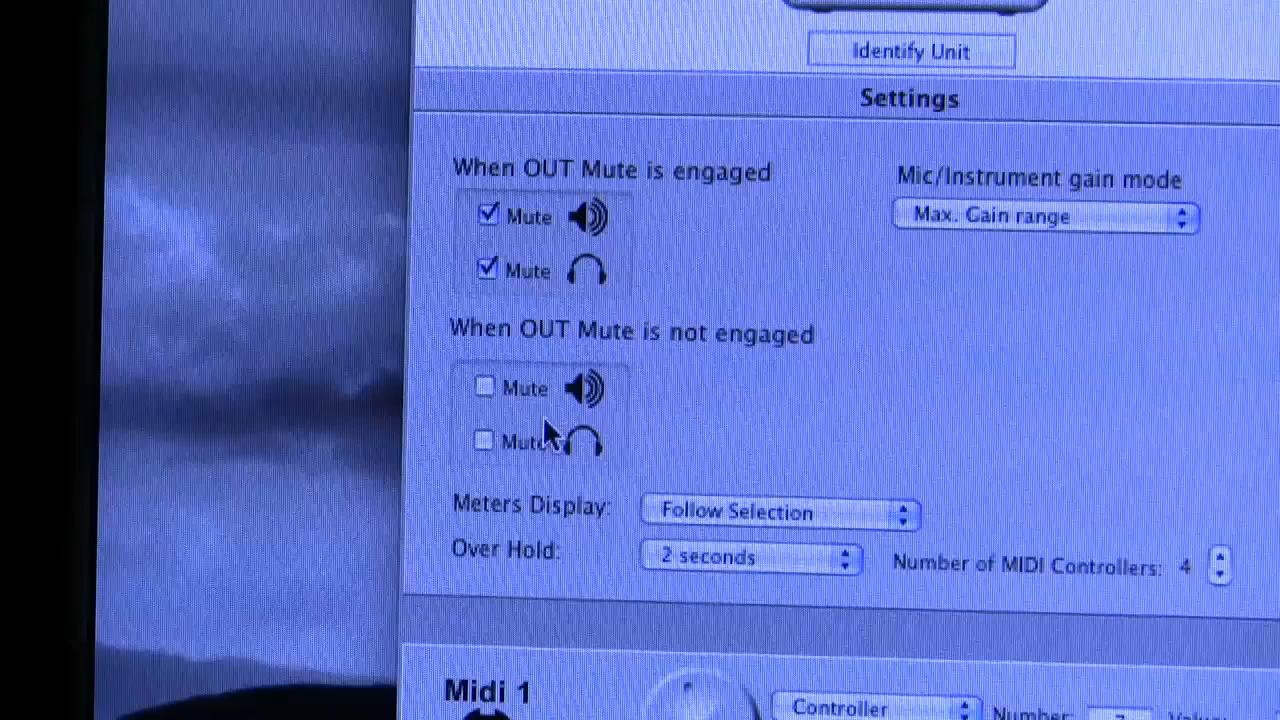 Identify Unit
Settings
When OUT Mute is engaged
Mute
Mute
Mic/Instrument gain mode
Max. Gain range
When OUT Mute is not engaged
Mute
Mute
Meters Display: Follow Selection
Over Hold: 2 seconds
Number of MIDI Controllers: 4
Midi 1
Controller
Number: